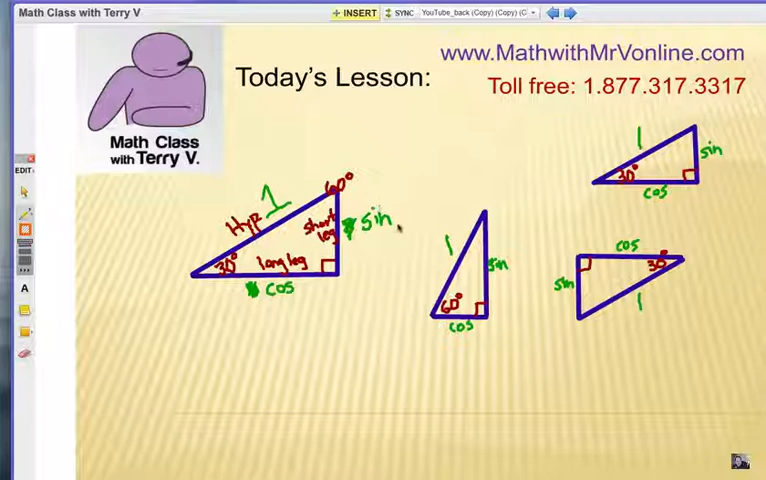 Math Class with Terry V
INSERT
SYNC
YouTube_back (Copy) (Copy) (C
www.MathwithMrVonline.com
Today's Lesson:
Toll free: 1.877.317.3317
Math Class
with Terry V.
EDIT
A
60°
1
Hyp
short
leg
sin
30°
long leg
cos
1
sin
60°
cos
1
sin
30°
cos
cos
30°
sin
1